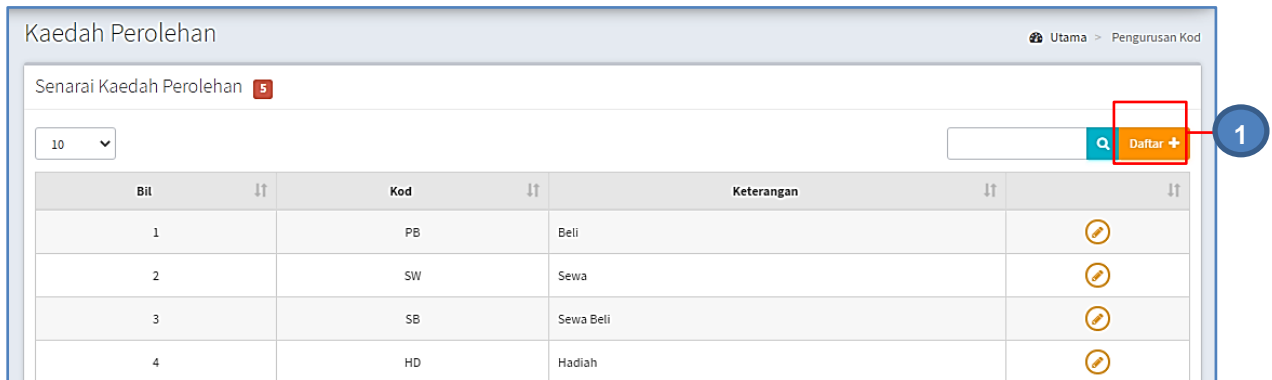 Kaedah Perolehan
Utama > Pengurusan Kod
Senarai Kaedah Perolehan 5
10
Daftar +
1
Bil Kod Keterangan
1 PB Beli
2 SW Sewa
3 SB Sewa Beli
4 HD Hadiah